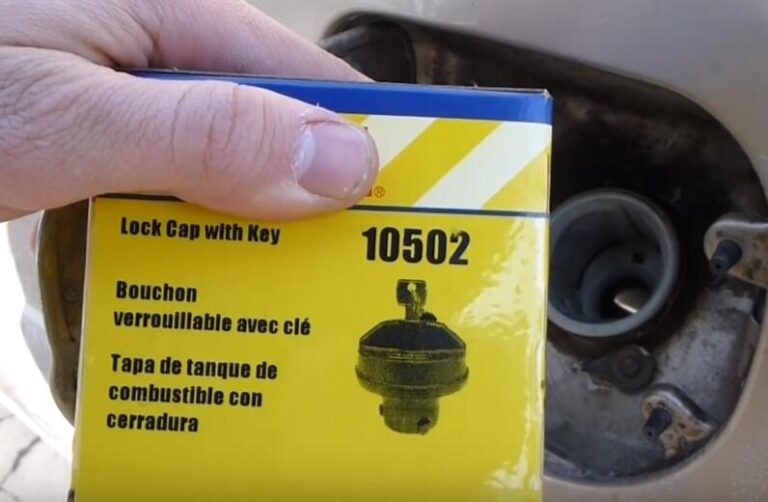 ®
Lock Cap with Key
10502
Bouchon
verrouillable avec clé
Tapa de tanque de
combustible con
cerradura